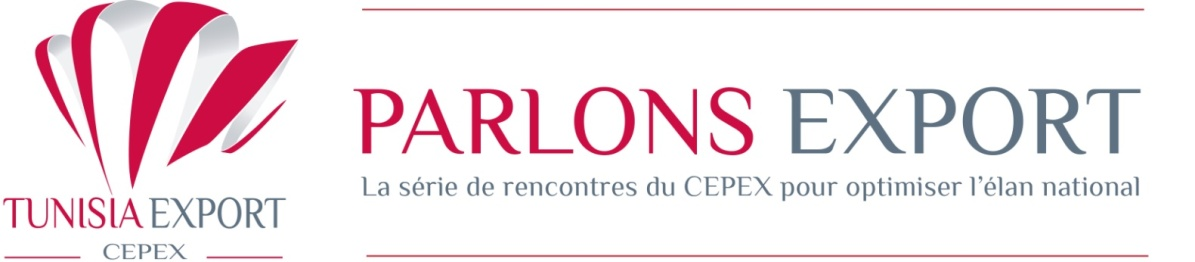 TUNISIA EXPORT
CEPEX
PARLONS EXPORT
La série de rencontres du CEPEX pour optimiser l'élan national